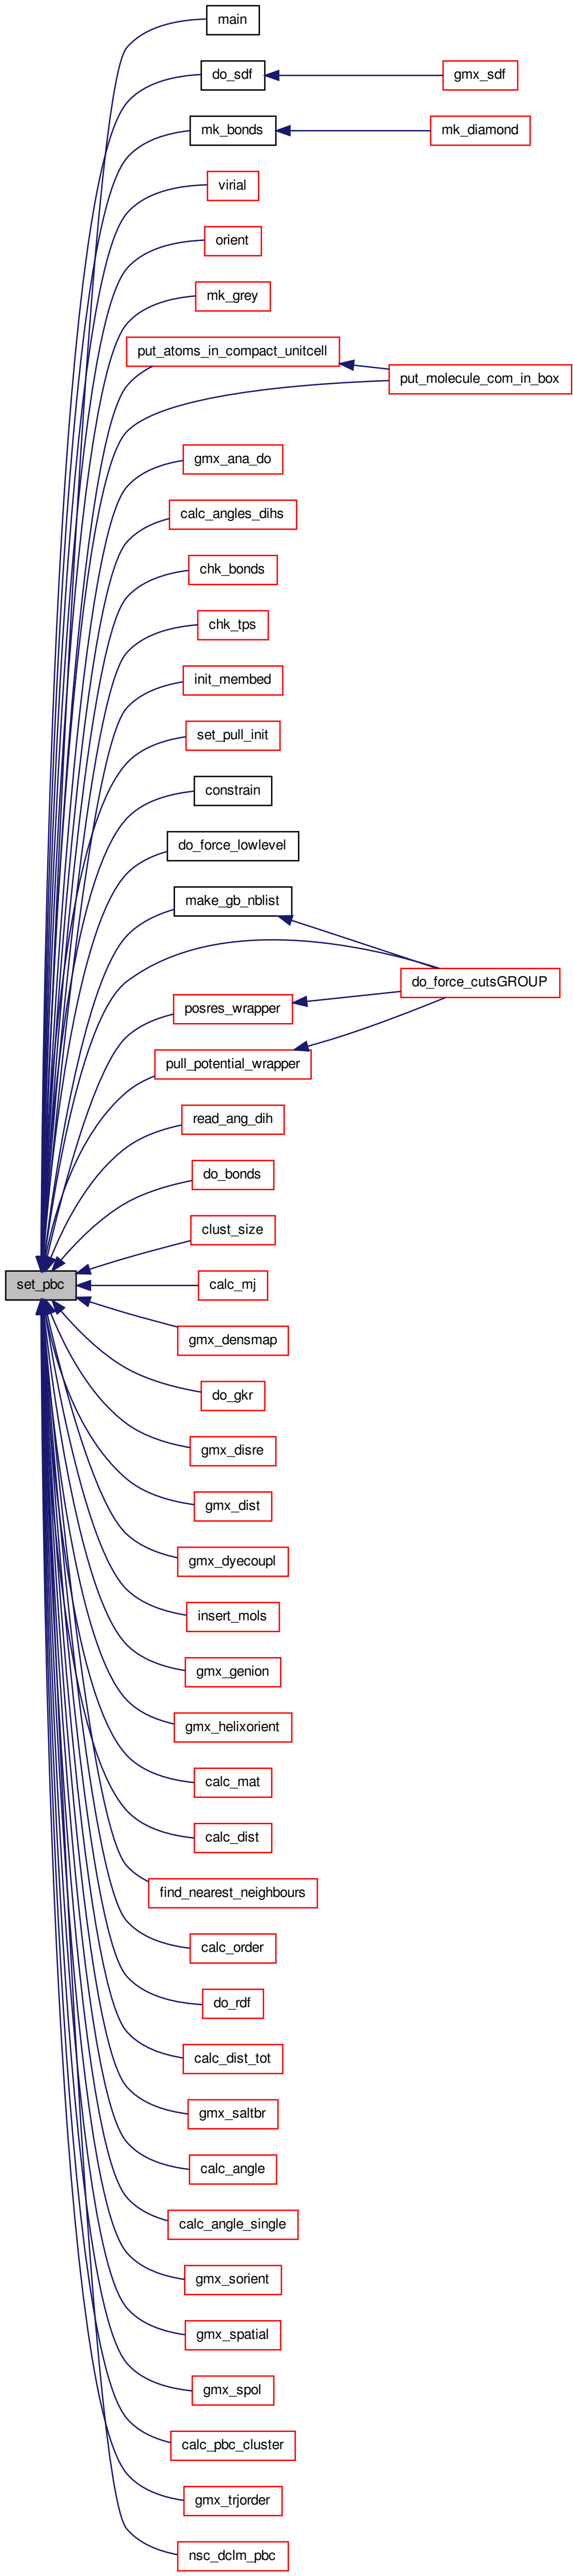 main
do_sdf
gmx_sdf
mk_bonds
mk_diamond
virial
orient
mk_grey
put_atoms_in_compact_unitcell
put_molecule_com_in_box
gmx_ana_do
calc_angles_dihs
chk_bonds
chk_tps
init_membed
set_pull_init
constrain
do_force_lowlevel
make_gb_nblist
do_force_cutsGROUP
posres_wrapper
pull_potential_wrapper
read_ang_dih
do_bonds
clust_size
set_pbc
calc_mj
gmx_densmap
do_gkr
gmx_disre
gmx_dist
gmx_dyecoupl
insert_mols
gmx_genion
gmx_helixorient
calc_mat
calc_dist
find_nearest_neighbours
calc_order
do_rdf
calc_dist_tot
gmx_saltbr
calc_angle
calc_angle_single
gmx_sorient
gmx_spatial
gmx_spol
calc_pbc_cluster
gmx_trjorder
nsc_dclm_pbc